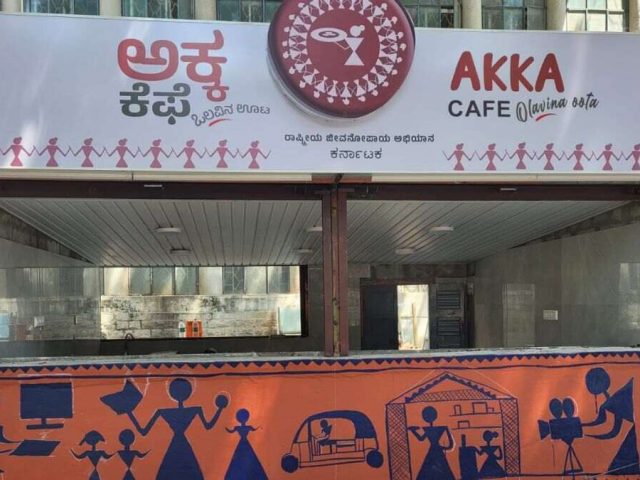 ಅಕ್ಕ
ಕೆಫೆ
ಒಲವಿನ ಊಟ
AKKA
CAFE Olavina oota
ರಾಷ್ಟ್ರೀಯ ಜೀವನೋಪಾಯ ಅಭಿಯಾನ
ಕರ್ನಾಟಕ